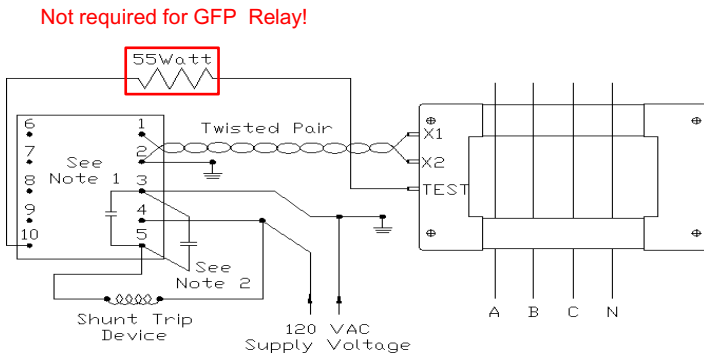 Not required for GFP Relay!
55Watt
6
1
Twisted Pair
X1
7
2
See
Note 1
X2
8
3
TEST
9
4
10
5
See
Note 2
Shunt Trip
Device
120 VAC
Supply Voltage
A B C N